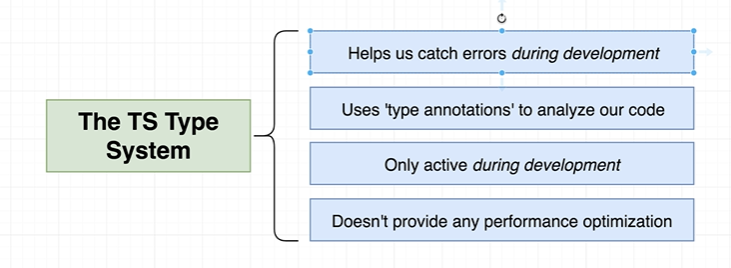 The TS Type
System
Helps us catch errors during development
Uses 'type annotations' to analyze our code
Only active during development
Doesn't provide any performance optimization